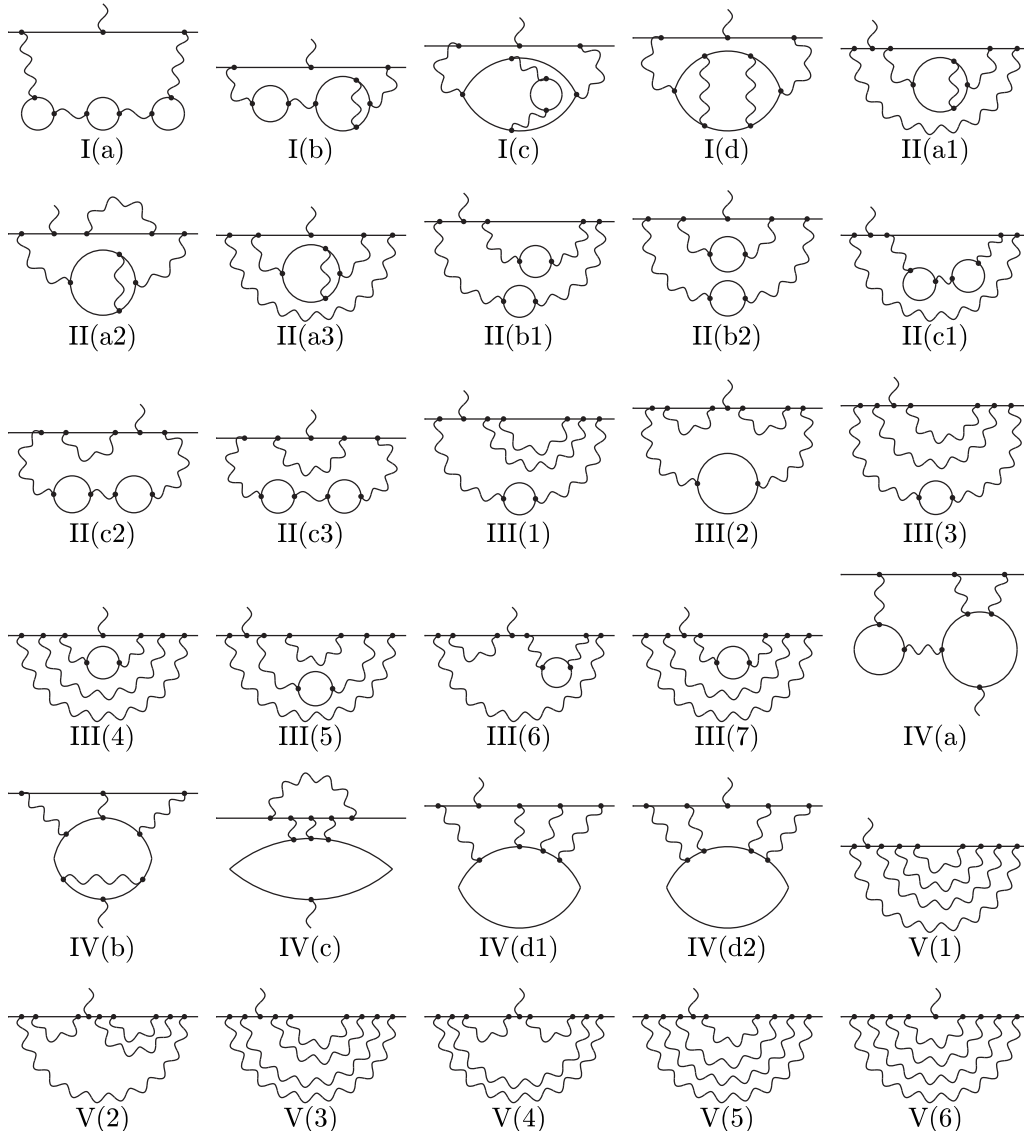 I(a) I(b) I(c) I(d) II(a1)
II(a2) II(a3) II(b1) II(b2) II(c1)
II(c2) II(c3) III(1) III(2) III(3)
III(4) III(5) III(6) III(7) IV(a)
IV(b) IV(c) IV(d1) IV(d2) V(1)
V(2) V(3) V(4) V(5) V(6)